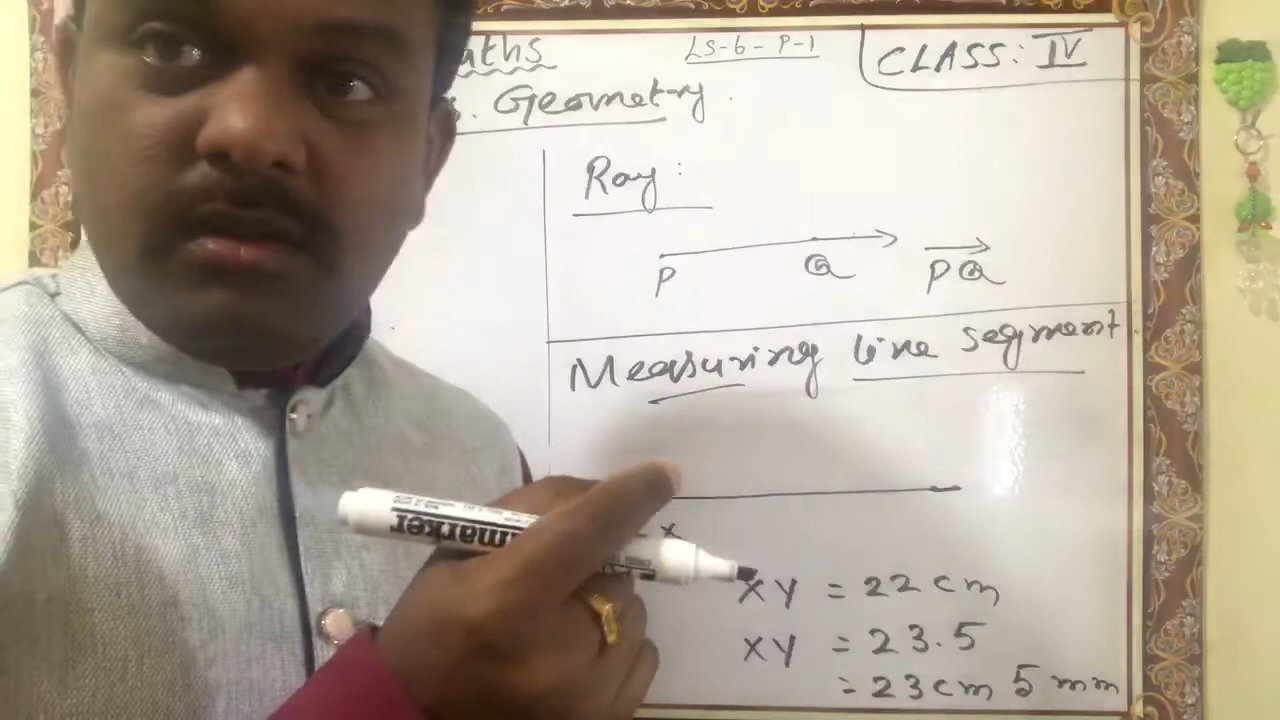 LS-6-P-1
CLASS: IV
Geometry.
Ray:
P Q PQ
Measuring line segment.
x
marker
XY = 22 cm
XY = 23.5
= 23 cm 5 mm